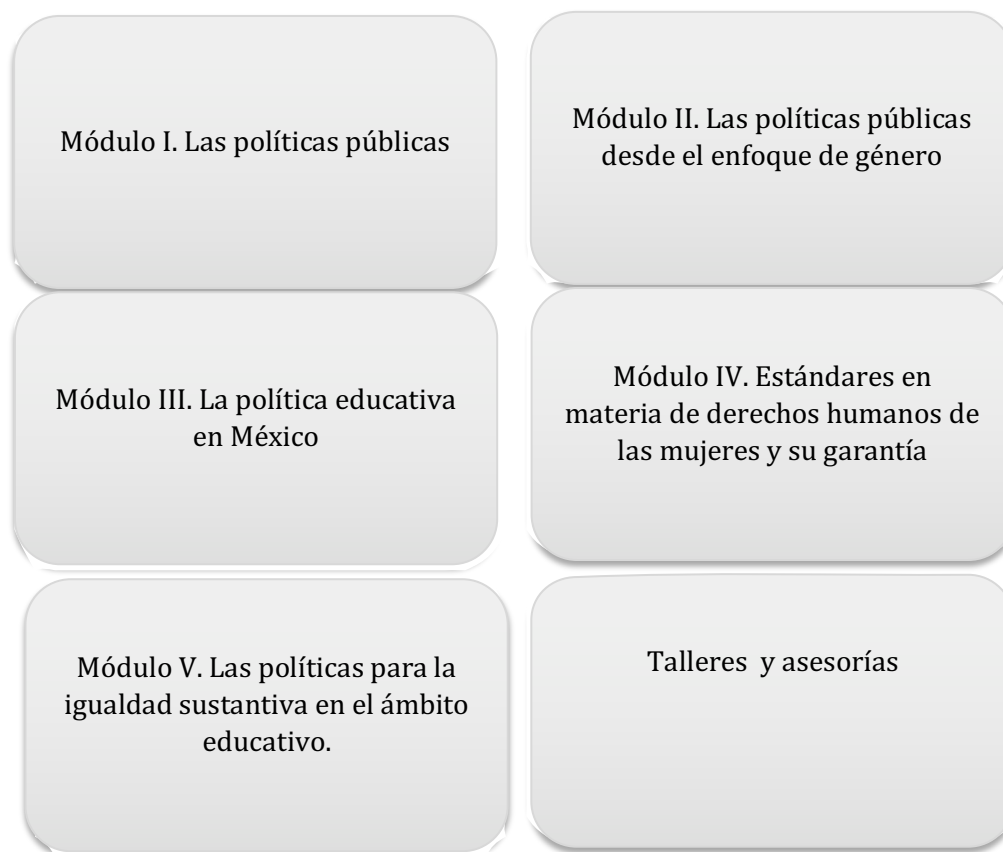 Módulo I. Las políticas públicas
Módulo II. Las políticas públicas
desde el enfoque de género
Módulo III. La política educativa
en México
Módulo IV. Estándares en
materia de derechos humanos de
las mujeres y su garantía
Módulo V. Las políticas para la
igualdad sustantiva en el ámbito
educativo.
Talleres  y asesorías